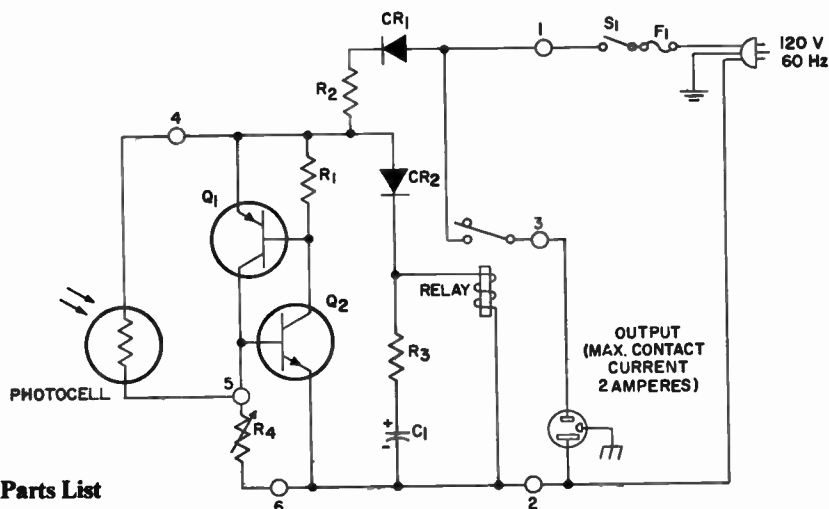 CR1
1
S1
F1
120 V
60 Hz
R2
4
R1
CR2
Q1
3
RELAY
Q2
OUTPUT
(MAX. CONTACT
CURRENT
2 AMPERES)
R3
PHOTOCELL
5
R4
+
C1
-
Parts List
6
2